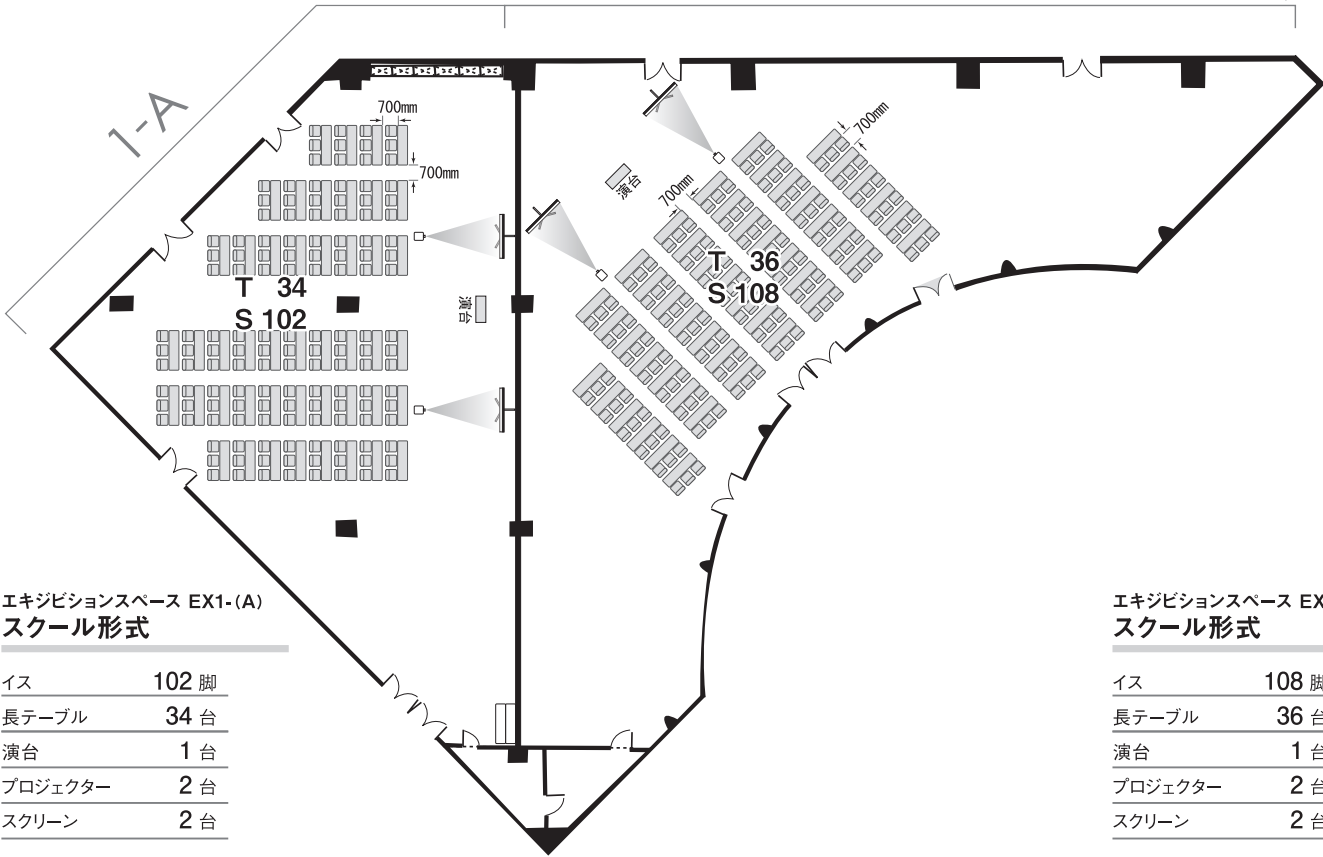 1-A
700mm
700mm
演台
T 34
S 102
700mm
700mm
演台
T 36
S 108
エキジビションスペース EX1-(A)
スクール形式
イス 102 脚
長テーブル 34 台
演台 1 台
プロジェクター 2 台
スクリーン 2 台
エキジビションスペース EX
スクール形式
イス 108 脚
長テーブル 36 台
演台 1 台
プロジェクター 2 台
スクリーン 2 台